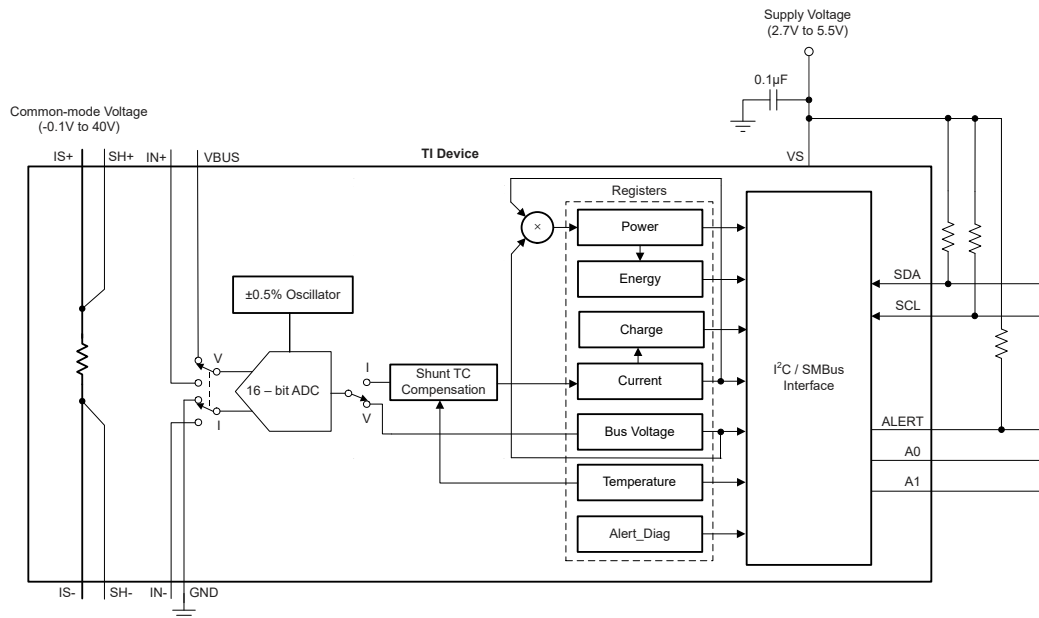 Supply Voltage
(2.7V to 5.5V)
0.1µF
Common-mode Voltage
(-0.1V to 40V)
IS+
SH+
IN+
VBUS
TI Device
VS
Registers
×
Power
Energy
±0.5% Oscillator
Charge
SDA
SCL
V
I
Shunt TC
Compensation
Current
I²C / SMBus
Interface
16 – bit ADC
I
V
Bus Voltage
ALERT
A0
Temperature
A1
Alert_Diag
IS-
SH-
IN-
GND